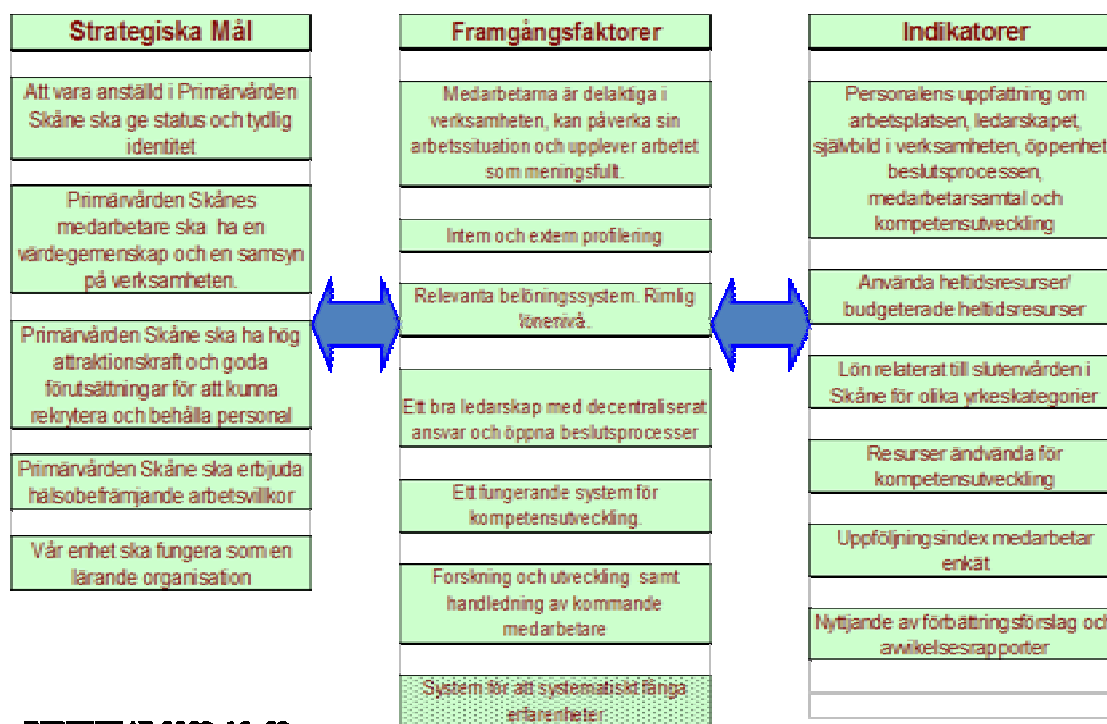 Strategiska Mål
Att vara anställd i Primärvården
Skåne ska ge status och tydlig
identitet
Primärvården Skånes
medarbetare ska ha en
värdegemenskap och en samsyn
på verksamheten.
Primärvården Skåne ska ha hög
attraktionskraft och goda
förutsättningar för att kunna
rekrytera och behålla personal
Primärvården Skåne ska erbjuda
hälsobefrämjande arbetsvillkor
Vår enhet ska fungera som en
lärande organisation
Framgångsfaktorer
Medarbetarna är delaktiga i
verksamheten, kan påverka sin
arbetssituation och upplever arbetet
som meningsfullt.
Intern och extern profilering
Relevanta belöningssystem. Rimlig
lönenivå.
Ett bra ledarskap med decentraliserat
ansvar och öppna beslutsprocesser
Ett fungerande system för
kompetensutveckling.
Forskning och utveckling samt
handledning av kommande
medarbetare
System för att systematiskt fånga
erfarenheter
Indikatorer
Personalens uppfattning om
arbetsplatsen, ledarskapet,
självbild i verksamheten, öppenhet
beslutsprocessen,
medarbetarsamtal och
kompetensutveckling
Använda heltidsresurser/
budgeterade heltidsresurser
Lön relaterat till slutenvården i
Skåne för olika yrkeskategorier
Resurser ändvända för
kompetensutveckling
Uppföljningsindex medarbetar
enkät
Nyttjande av förbättringsförslag och
avvikelsesrapporter